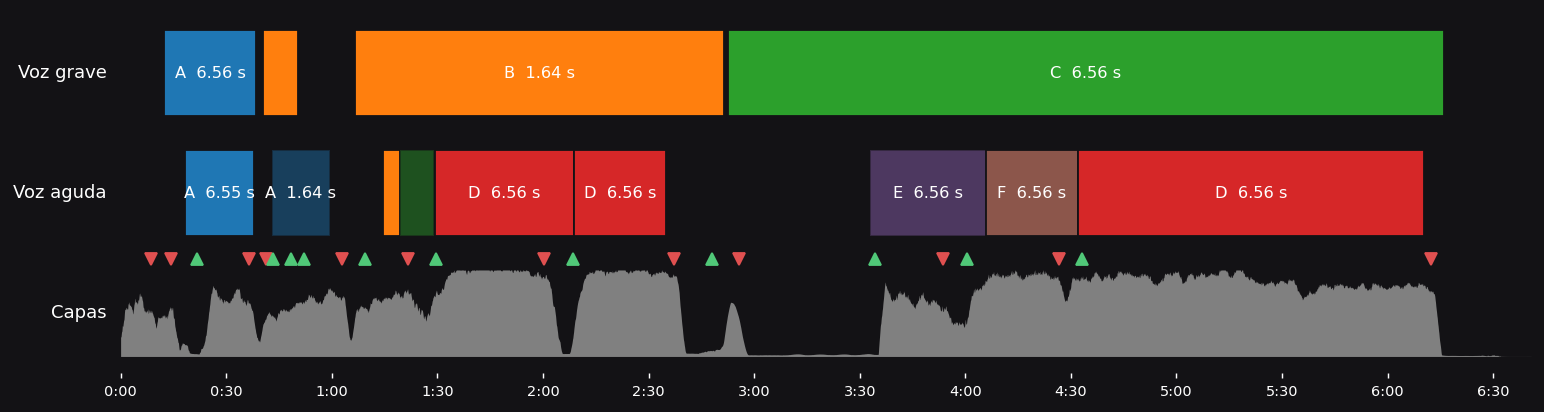 Voz grave
A 6.56 s
B 1.64 s
C 6.56 s
Voz aguda
A 6.55 s
A 1.64 s
D 6.56 s
D 6.56 s
E 6.56 s
F 6.56 s
D 6.56 s
Capas
0:00 0:30 1:00 1:30 2:00 2:30 3:00 3:30 4:00 4:30 5:00 5:30 6:00 6:30